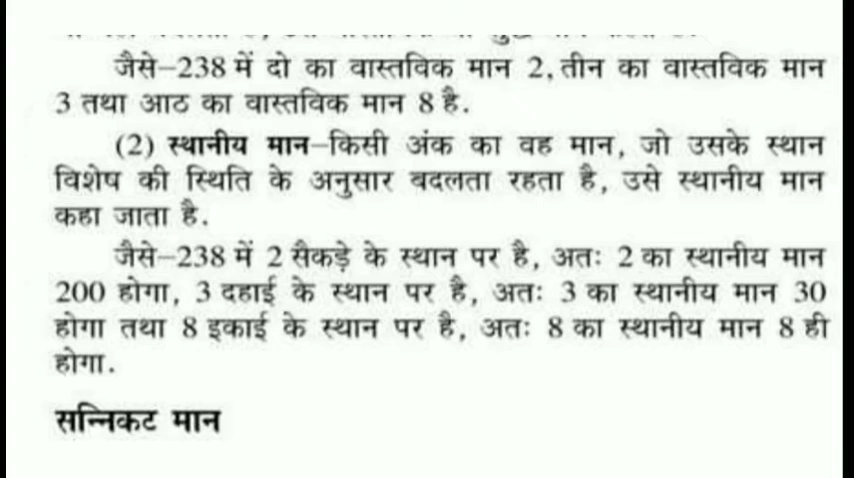 जैसे–238 में दो का वास्तविक मान 2, तीन का वास्तविक मान
3 तथा आठ का वास्तविक मान 8 है.
(2) स्थानीय मान–किसी अंक का वह मान, जो उसके स्थान
विशेष की स्थिति के अनुसार बदलता रहता है, उसे स्थानीय मान
कहा जाता है.
जैसे–238 में 2 सैकड़े के स्थान पर है, अतः 2 का स्थानीय मान
200 होगा, 3 दहाई के स्थान पर है, अतः 3 का स्थानीय मान 30
होगा तथा 8 इकाई के स्थान पर है, अतः 8 का स्थानीय मान 8 ही
होगा.
सन्निकट मान